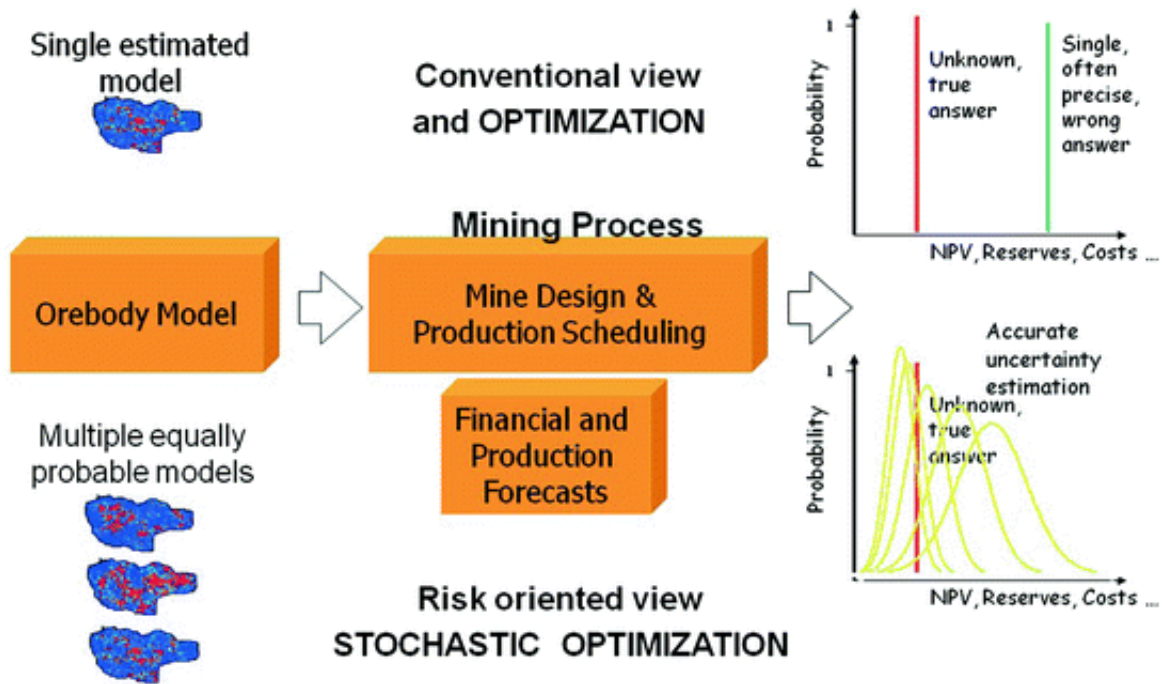 Single estimated
model
Conventional view
and OPTIMIZATION
Probability
1
Unknown,
true
answer
Single,
often
precise,
wrong
answer
NPV, Reserves, Costs ...
Mining Process
Orebody Model
Mine Design &
Production Scheduling
Financial and
Production
Forecasts
Multiple equally
probable models
Risk oriented view
STOCHASTIC OPTIMIZATION
Accurate
uncertainty
estimation
Probability
1
Unknown,
true
answer
NPV, Reserves, Costs ...